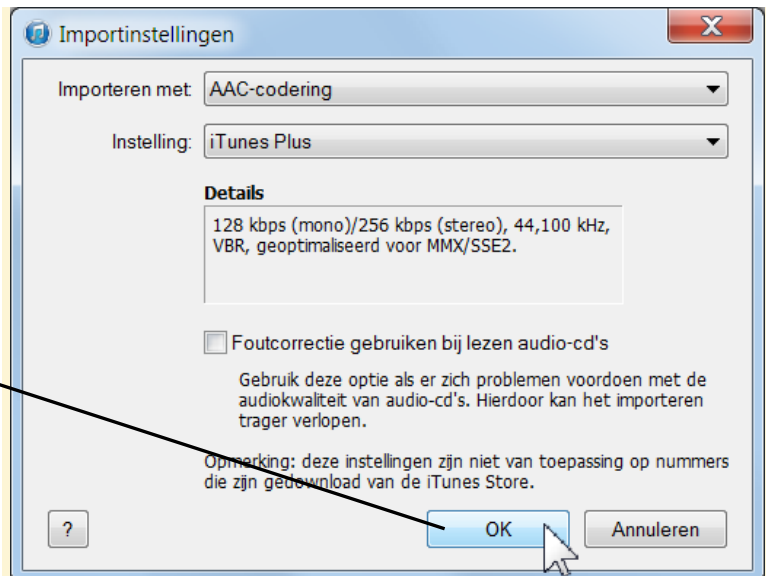 Importinstellingen
Importeren met: AAC-codering
Instelling: iTunes Plus
Details
128 kbps (mono)/256 kbps (stereo), 44,100 kHz,
VBR, geoptimaliseerd voor MMX/SSE2.
Foutcorrectie gebruiken bij lezen audio-cd's
Gebruik deze optie als er zich problemen voordoen met de
audiokwaliteit van audio-cd's. Hierdoor kan het importeren
trager verlopen.
Opmerking: deze instellingen zijn niet van toepassing op nummers
die zijn gedownload van de iTunes Store.
? OK Annuleren